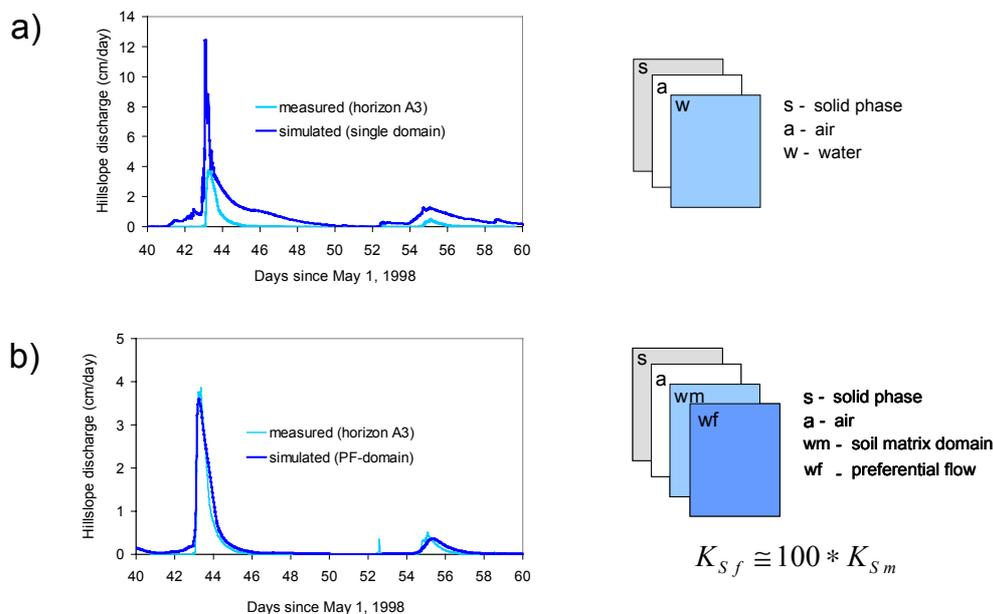 a)
Hillslope discharge (cm/day)
14
12
10
8
6
4
2
0
measured (horizon A3)
simulated (single domain)
40 42 44 46 48 50 52 54 56 58 60
Days since May 1, 1998
s
a
w
s - solid phase
a - air
w - water
b)
Hillslope discharge (cm/day)
5
4
3
2
1
0
measured (horizon A3)
simulated (PF-domain)
40 42 44 46 48 50 52 54 56 58 60
Days since May 1, 1998
s
a
wm
wf
s - solid phase
a - air
wm - soil matrix domain
wf - preferential flow
K_{Sf} ≅ 100 * K_{Sm}